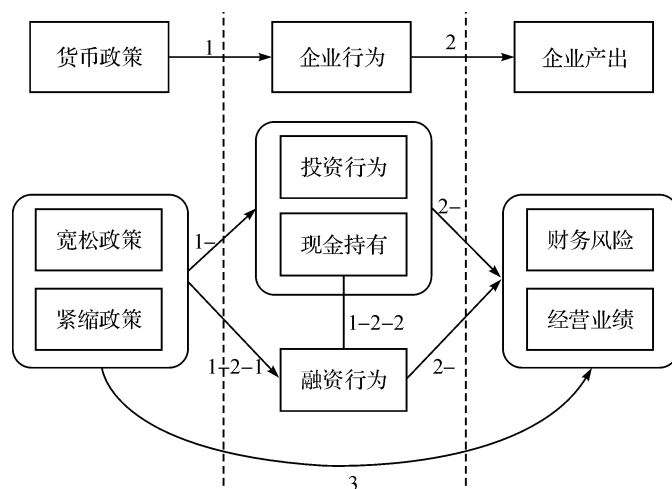 货币政策
1
企业行为
2
企业产出
投资行为
宽松政策
1-
现金持有
2-
财务风险
紧缩政策
1-2-2
经营业绩
1-2-1
融资行为
2-
3